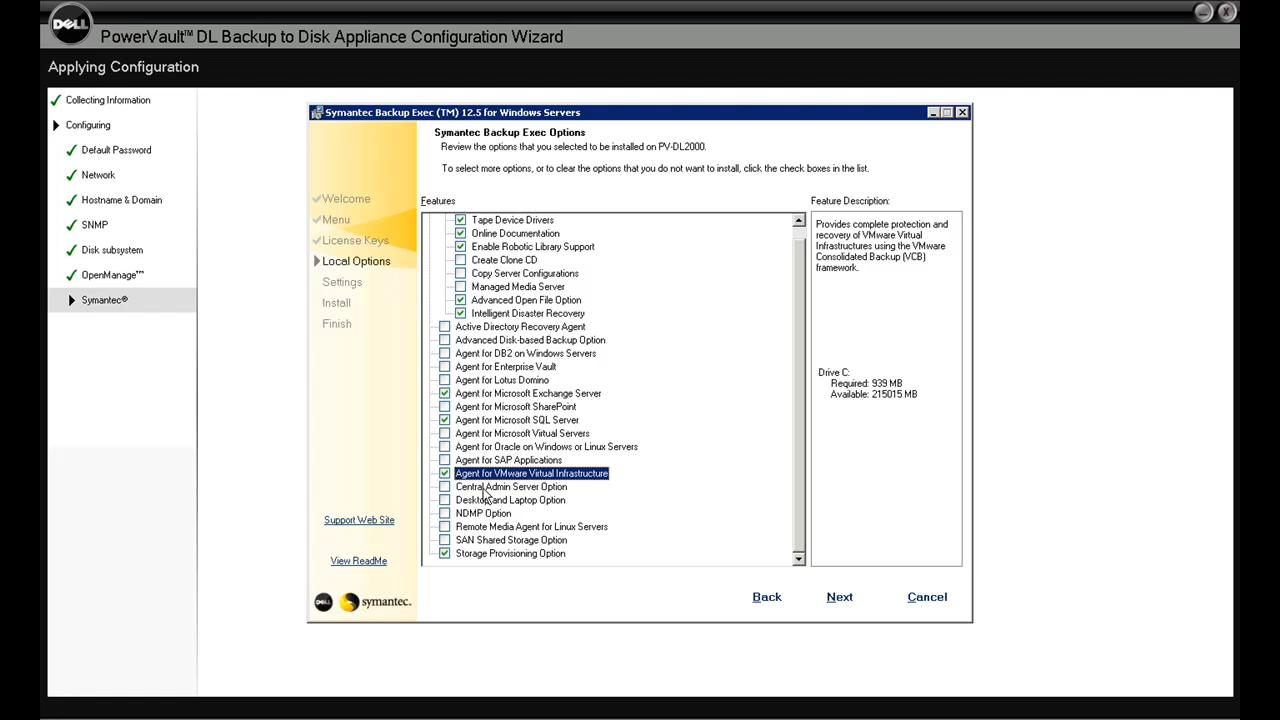 DELL
PowerVault™ DL Backup to Disk Appliance Configuration Wizard
Applying Configuration
Collecting Information
Configuring
Default Password
Network
Hostname & Domain
SNMP
Disk subsystem
OpenManage™
Symantec®
Symantec Backup Exec (TM) 12.5 for Windows Servers
Symantec Backup Exec Options
Review the options that you selected to be installed on PV-DL2000.
To select more options, or to clear the options that you do not want to install, click the check boxes in the list.
Welcome
Menu
License Keys
Local Options
Settings
Install
Finish
Support Web Site
View ReadMe
DELL
symantec.
Features
Tape Device Drivers
Online Documentation
Enable Robotic Library Support
Create Clone CD
Copy Server Configurations
Managed Media Server
Advanced Open File Option
Intelligent Disaster Recovery
Active Directory Recovery Agent
Advanced Disk-based Backup Option
Agent for DB2 on Windows Servers
Agent for Enterprise Vault
Agent for Lotus Domino
Agent for Microsoft Exchange Server
Agent for Microsoft SharePoint
Agent for Microsoft SQL Server
Agent for Microsoft Virtual Servers
Agent for Oracle on Windows or Linux Servers
Agent for SAP Applications
Agent for VMware Virtual Infrastructure
Central Admin Server Option
Desktop and Laptop Option
NDMP Option
Remote Media Agent for Linux Servers
SAN Shared Storage Option
Storage Provisioning Option
Feature Description:
Provides complete protection and
recovery of VMware Virtual
Infrastructures using the VMware
Consolidated Backup (VCB)
framework.
Drive C:
Required: 939 MB
Available: 215015 MB
Back
Next
Cancel